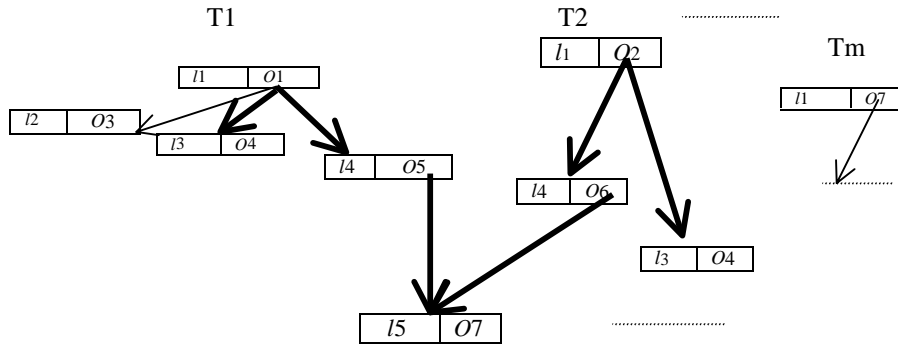 T1
T2
Tm
l1 O1
l1 O2
l1 O7
l2 O3
l3 O4
l4 O5
l4 O6
l3 O4
l5 O7